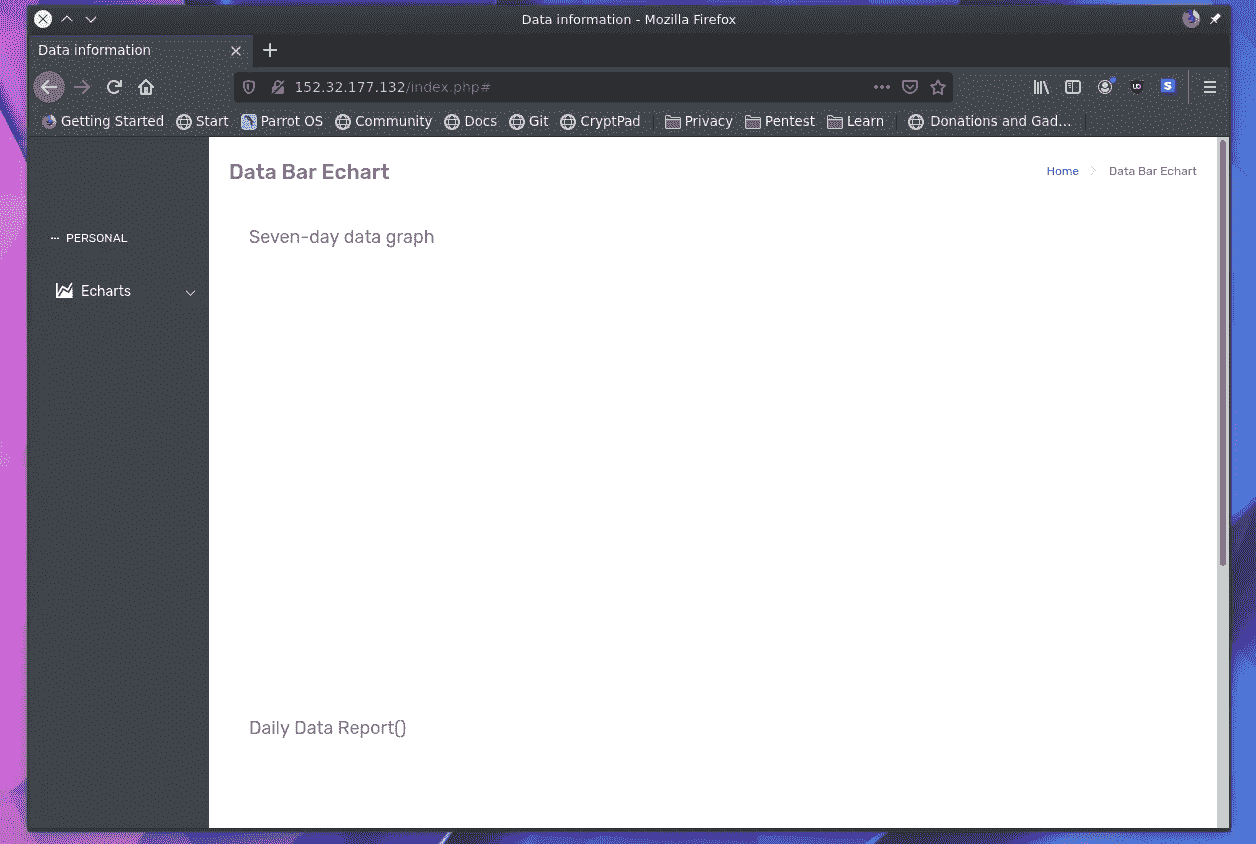 Data information - Mozilla Firefox
Data information
152.32.177.132/index.php#
Getting Started Start Parrot OS Community Docs Git CryptPad Privacy Pentest Learn Donations and Gad...
Data Bar Echart
Home Data Bar Echart
PERSONAL
Seven-day data graph
Echarts
Daily Data Report()